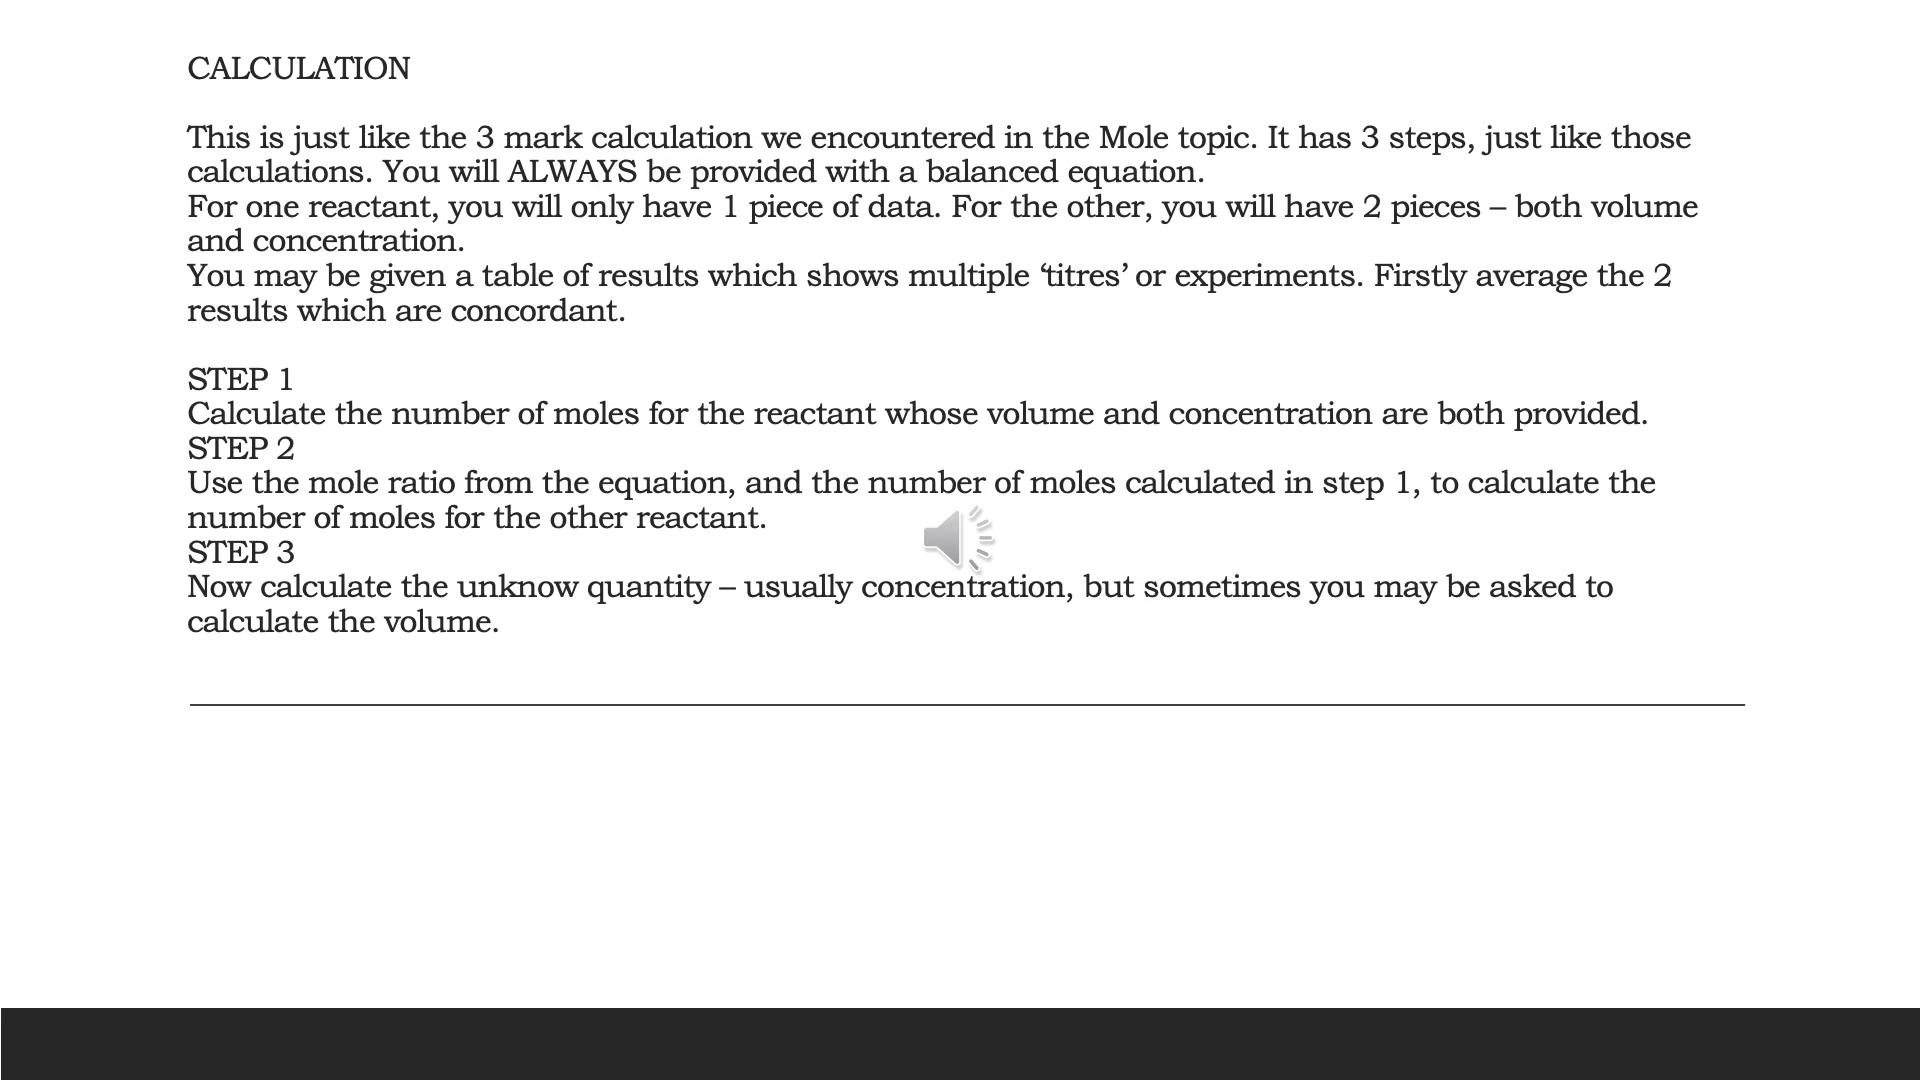 CALCULATION
This is just like the 3 mark calculation we encountered in the Mole topic. It has 3 steps, just like those
calculations. You will ALWAYS be provided with a balanced equation.
For one reactant, you will only have 1 piece of data. For the other, you will have 2 pieces – both volume
and concentration.
You may be given a table of results which shows multiple ‘titres’ or experiments. Firstly average the 2
results which are concordant.
STEP 1
Calculate the number of moles for the reactant whose volume and concentration are both provided.
STEP 2
Use the mole ratio from the equation, and the number of moles calculated in step 1, to calculate the
number of moles for the other reactant.
STEP 3
Now calculate the unknow quantity – usually concentration, but sometimes you may be asked to
calculate the volume.